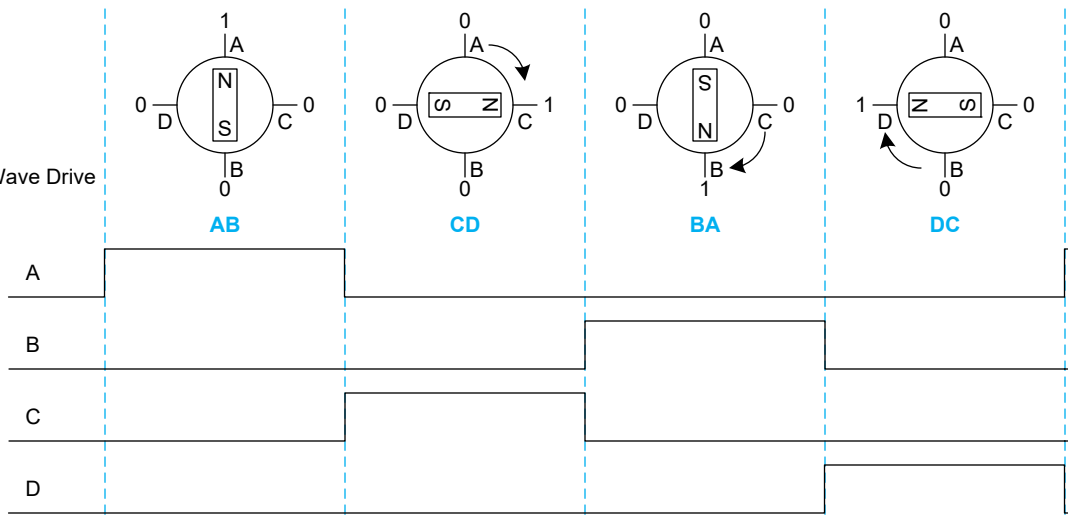 1 0 0 0
A A A A
N S S N S N N S
0 D C 0 0 D C 1 0 D C 0 1 D C 0
B B B B
0 0 1 0
Wave Drive
AB CD BA DC
A
B
C
D